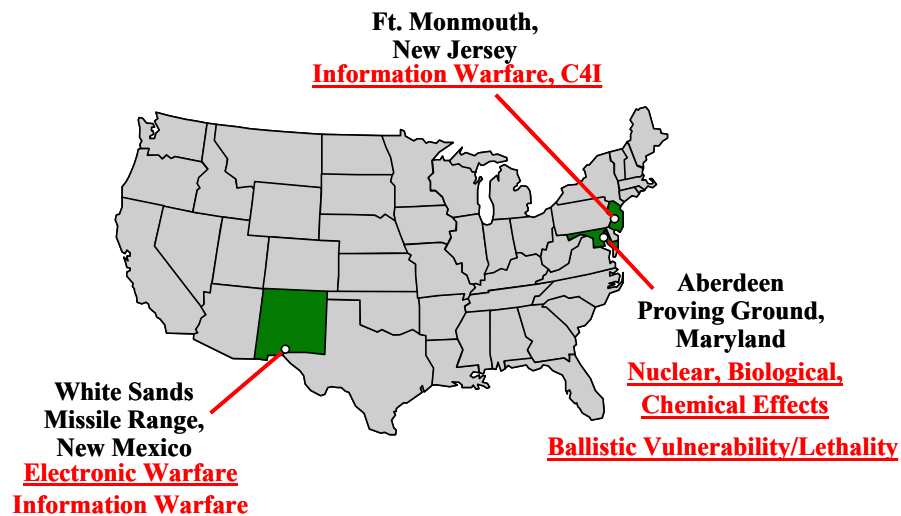 Ft. Monmouth,
New Jersey
Information Warfare, C4I
Aberdeen
Proving Ground,
Maryland
Nuclear, Biological,
Chemical Effects
Ballistic Vulnerability/Lethality
White Sands
Missile Range,
New Mexico
Electronic Warfare
Information Warfare